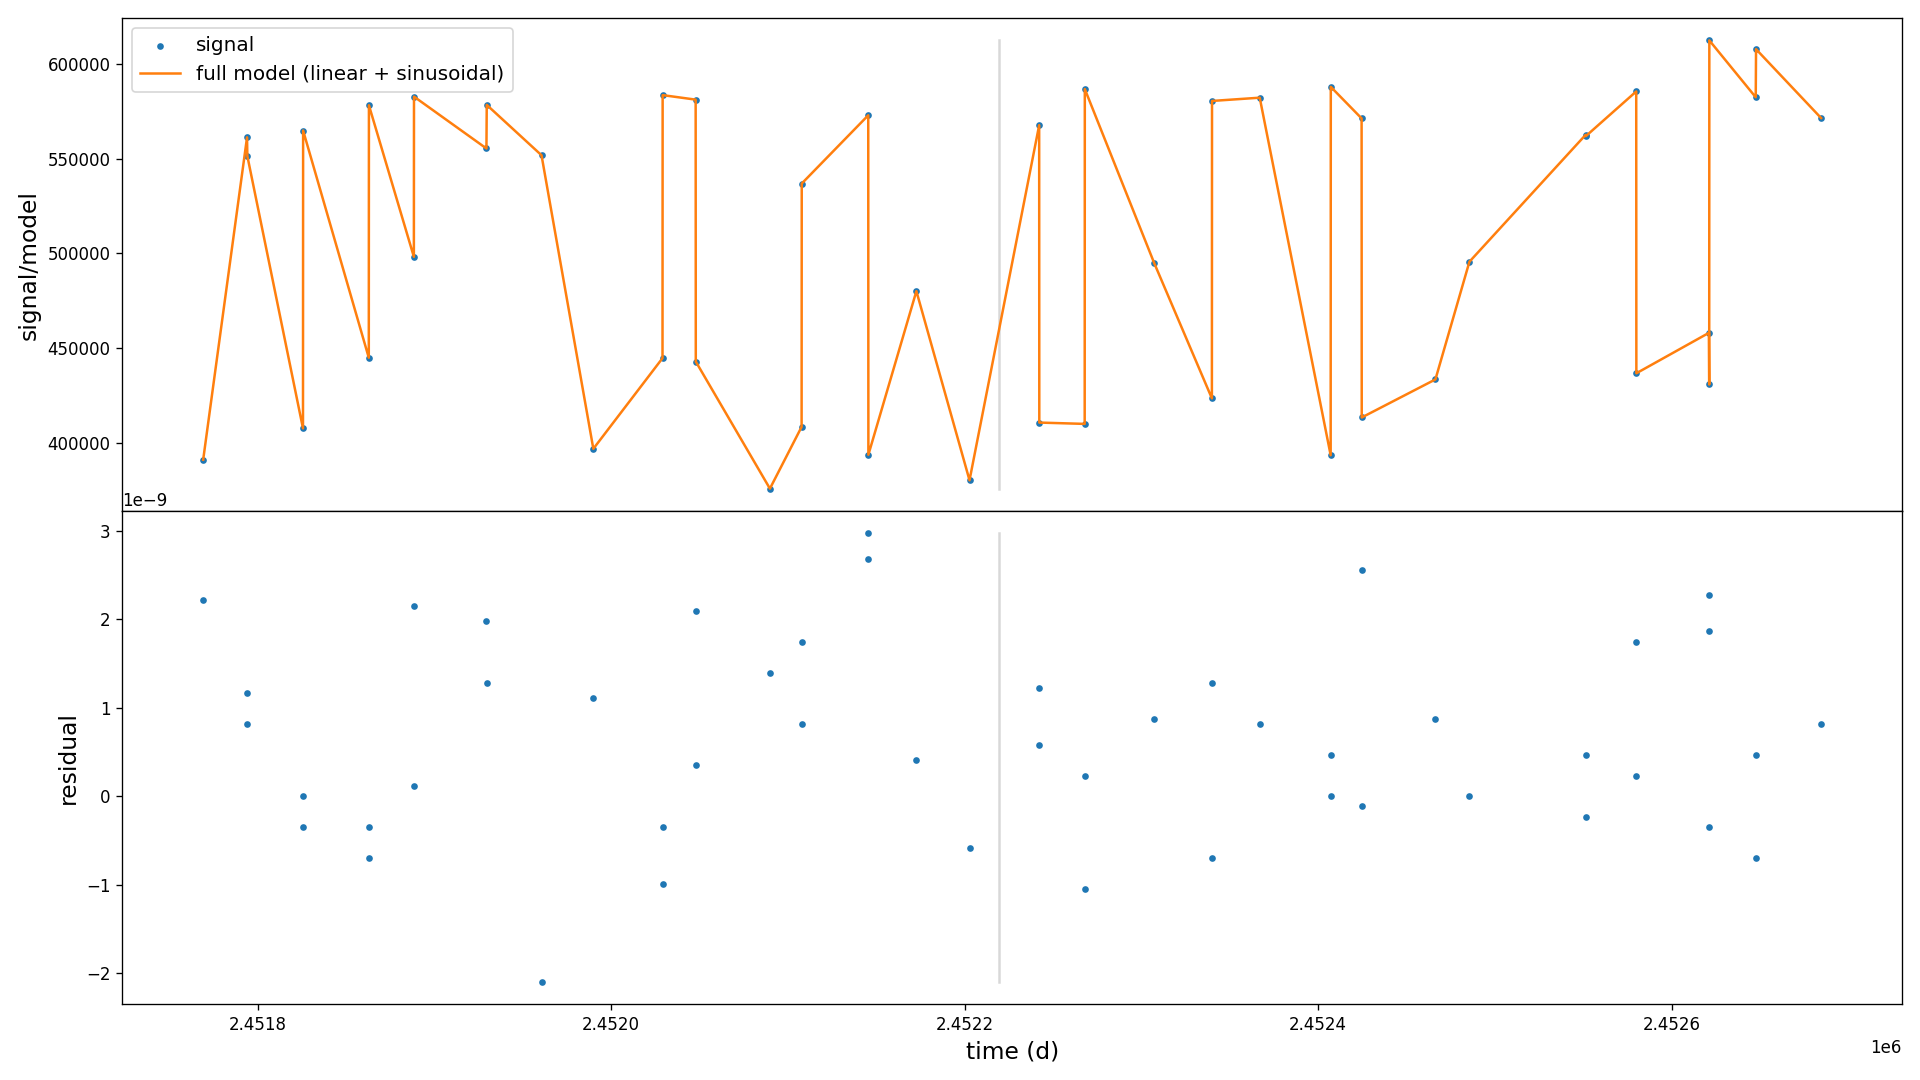 signal
full model (linear + sinusoidal)
600000
550000
500000
450000
400000
signal/model
1e−9
3
2
1
0
−1
−2
residual
2.4518
2.4520
2.4522
2.4524
2.4526
time (d)
1e6